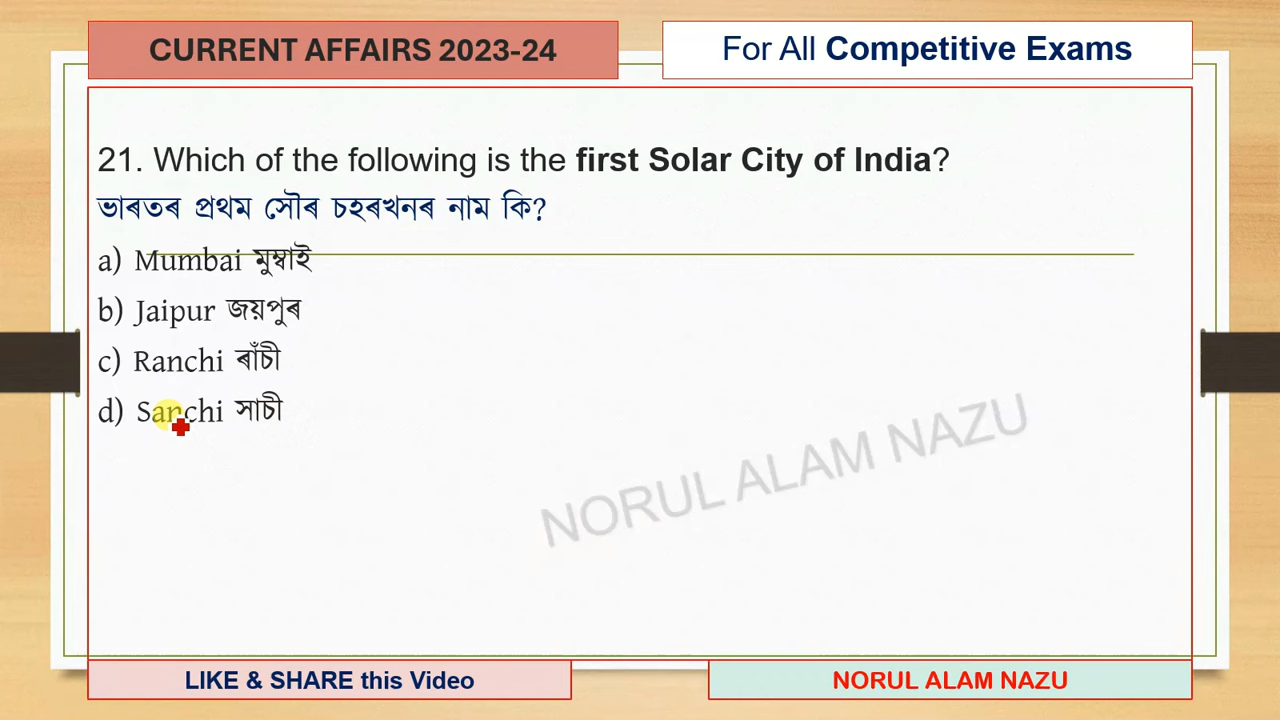 CURRENT AFFAIRS 2023-24
For All Competitive Exams
21. Which of the following is the first Solar City of India?
ভাৰতৰ প্ৰথম সৌৰ চহৰখনৰ নাম কি?
a) Mumbai মুম্বাই
b) Jaipur জয়পুৰ
c) Ranchi ৰাঁচী
d) Sanchi সাচী
NORUL ALAM NAZU
LIKE & SHARE this Video
NORUL ALAM NAZU